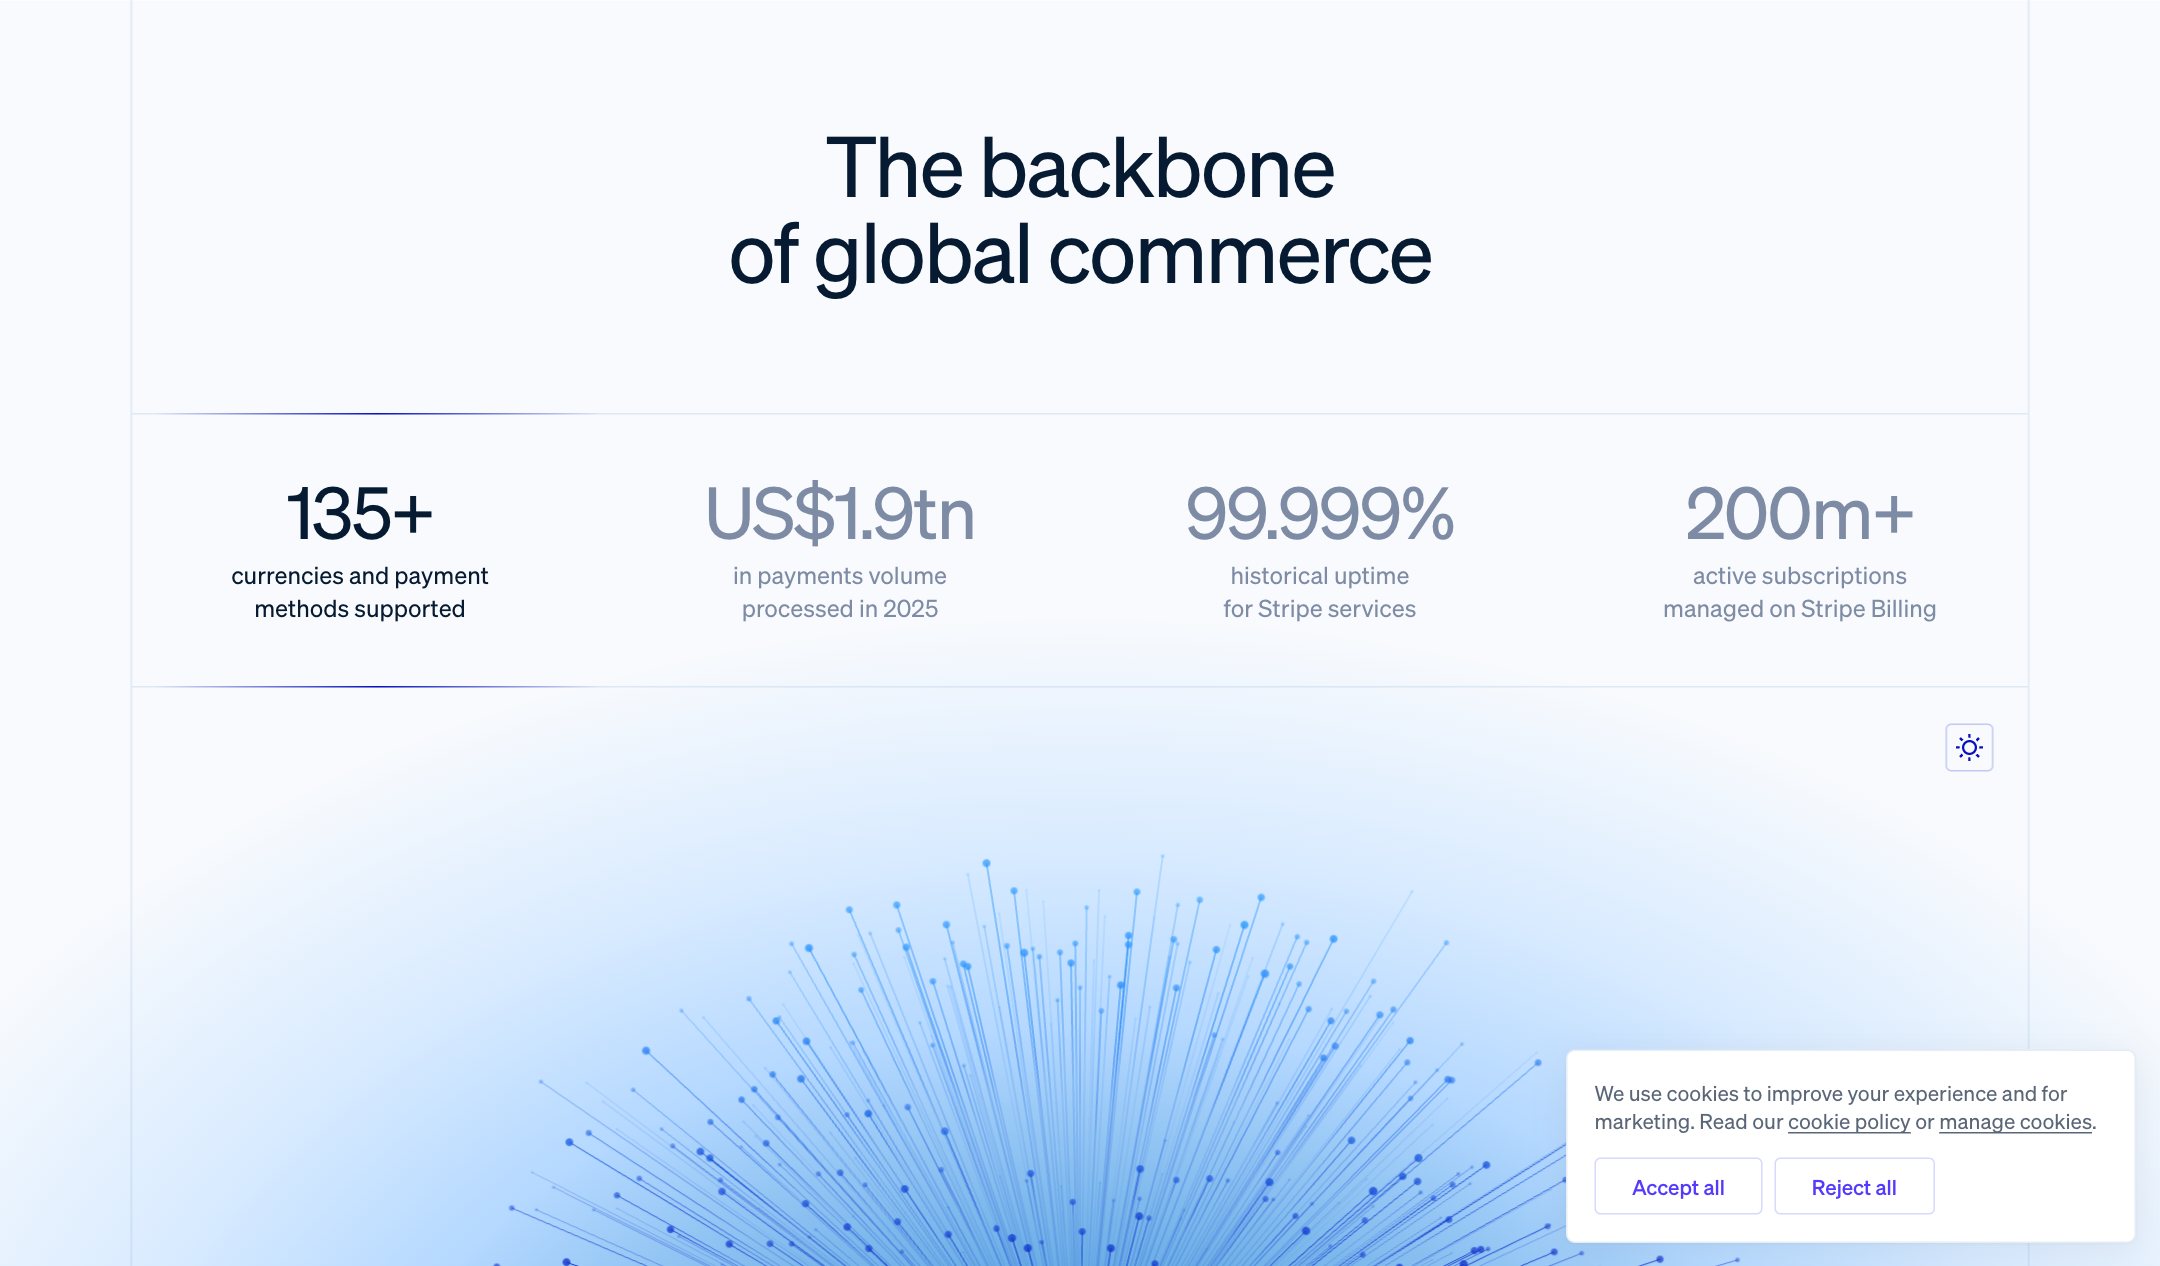 The backbone
of global commerce
135+
currencies and payment
methods supported
US$1.9tn
in payments volume
processed in 2025
99.999%
historical uptime
for Stripe services
200m+
active subscriptions
managed on Stripe Billing
We use cookies to improve your experience and for
marketing. Read our cookie policy or manage cookies.
Accept all
Reject all